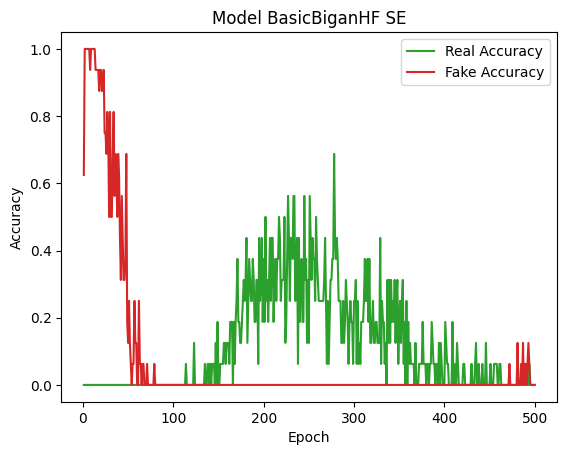 Model BasicBiganHF SE
Real Accuracy
Fake Accuracy
1.0
0.8
0.6
0.4
0.2
0.0
Accuracy
0 100 200 300 400 500
Epoch